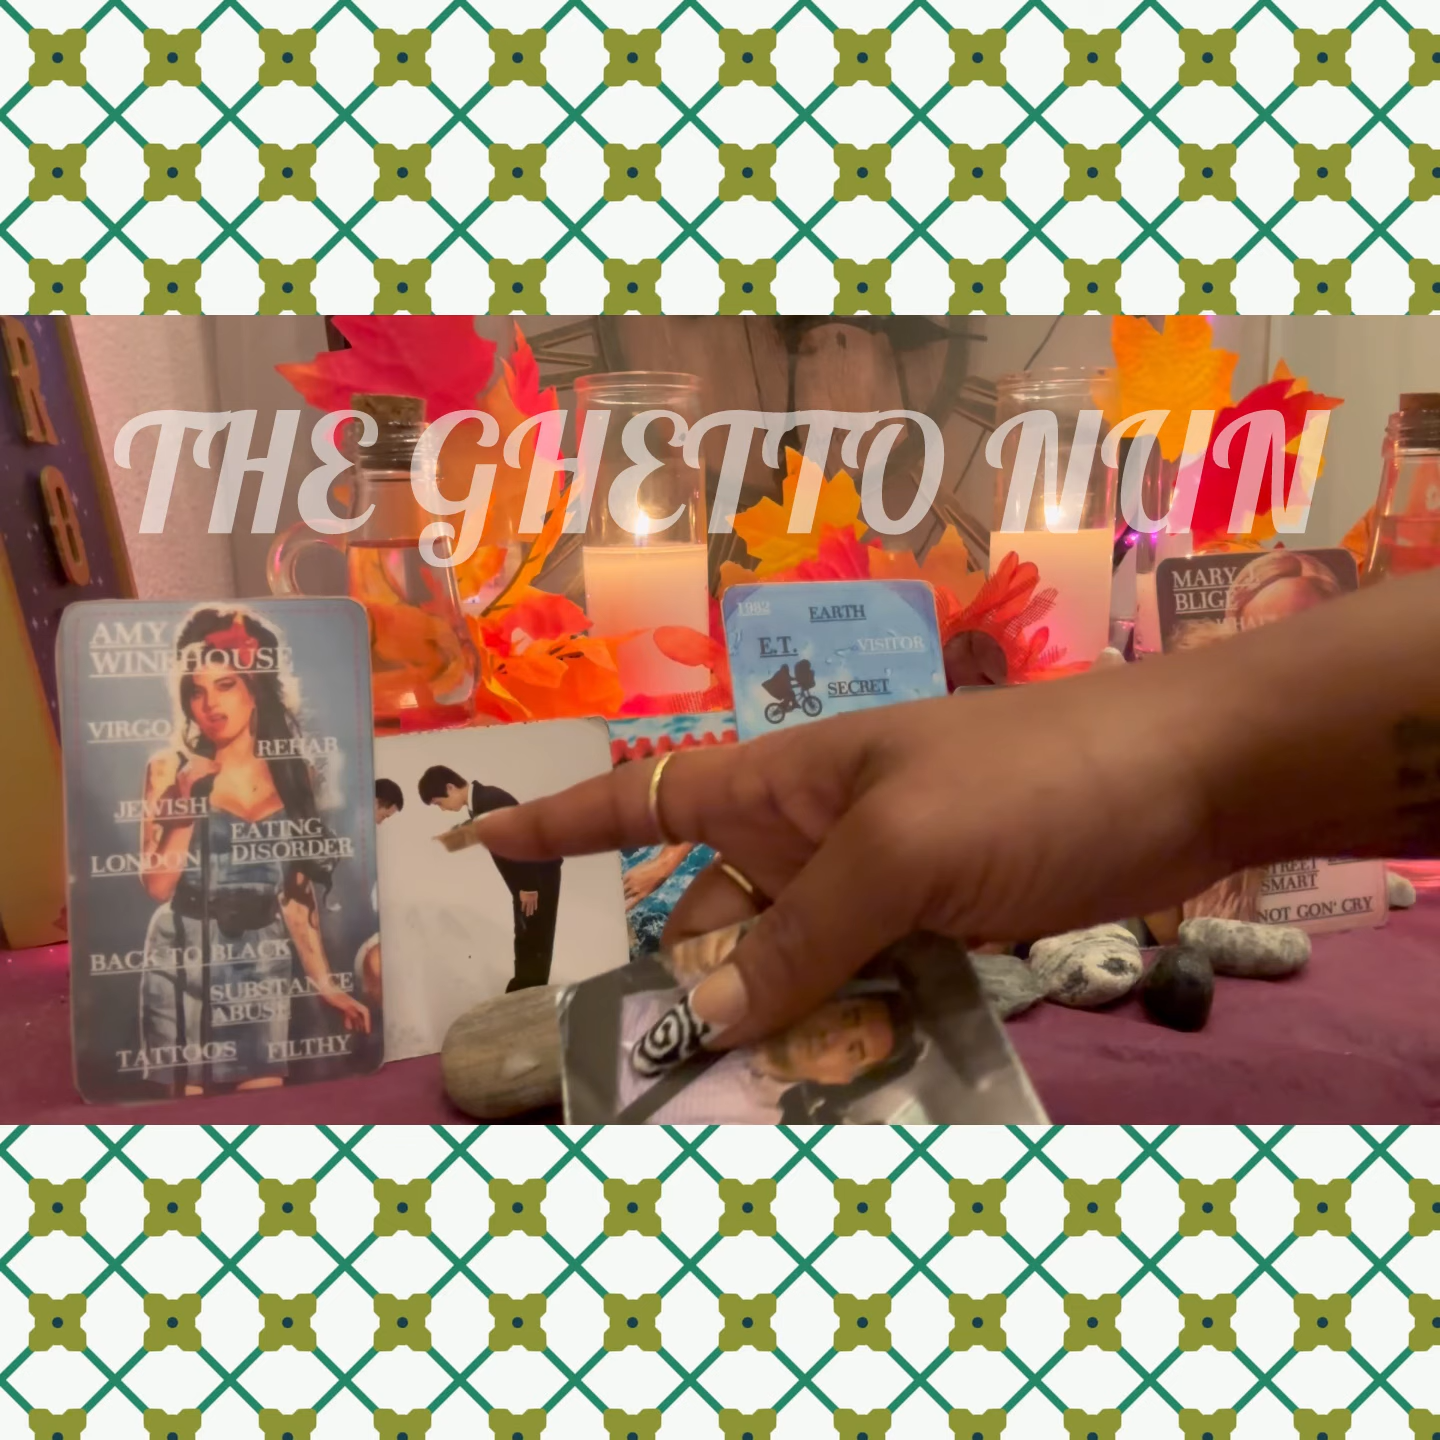 THE GHETTO NUN
R
O
AMY
WINEHOUSE
VIRGO
REHAB
JEWISH
EATING
DISORDER
LONDON
BACK TO BLACK
SUBSTANCE
ABUSE
TATTOOS
FILTHY
1982
EARTH
E.T.
VISITOR
SECRET
MARY J.
BLIGE
STREET
SMART
NOT GON' CRY